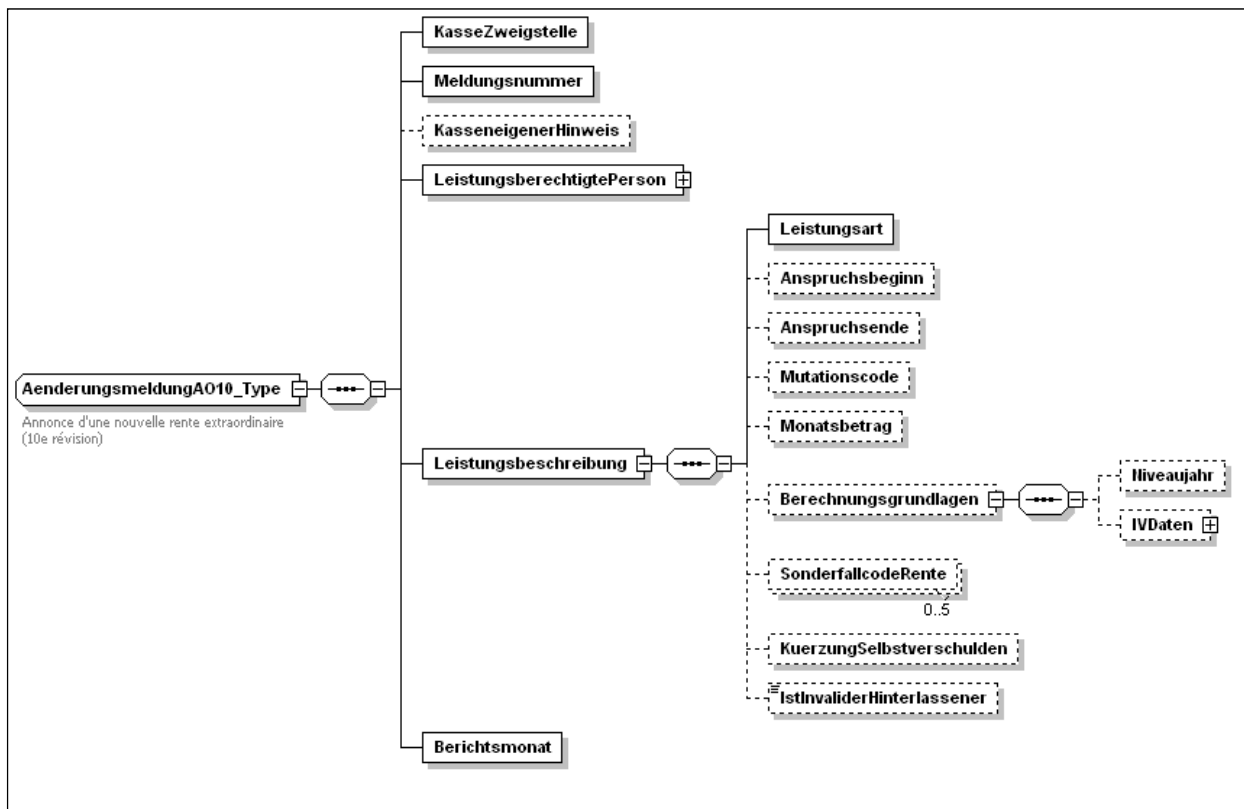 KasseZweigstelle
Meldungsnummer
KasseneigenerHinweis
LeistungsberechtigtePerson
Leistungsart
Anspruchsbeginn
Anspruchsende
AenderungsmeldungAO10_Type
Mutationscode
Annonce d'une nouvelle rente extraordinaire
(10e révision)
Monatsbetrag
Leistungsbeschreibung
Berechnungsgrundlagen
Niveaujahr
IVDaten
SonderfallcodeRente
0..5
KuerzungSelbstverschulden
IstInvaliderHinterlassener
Berichtsmonat